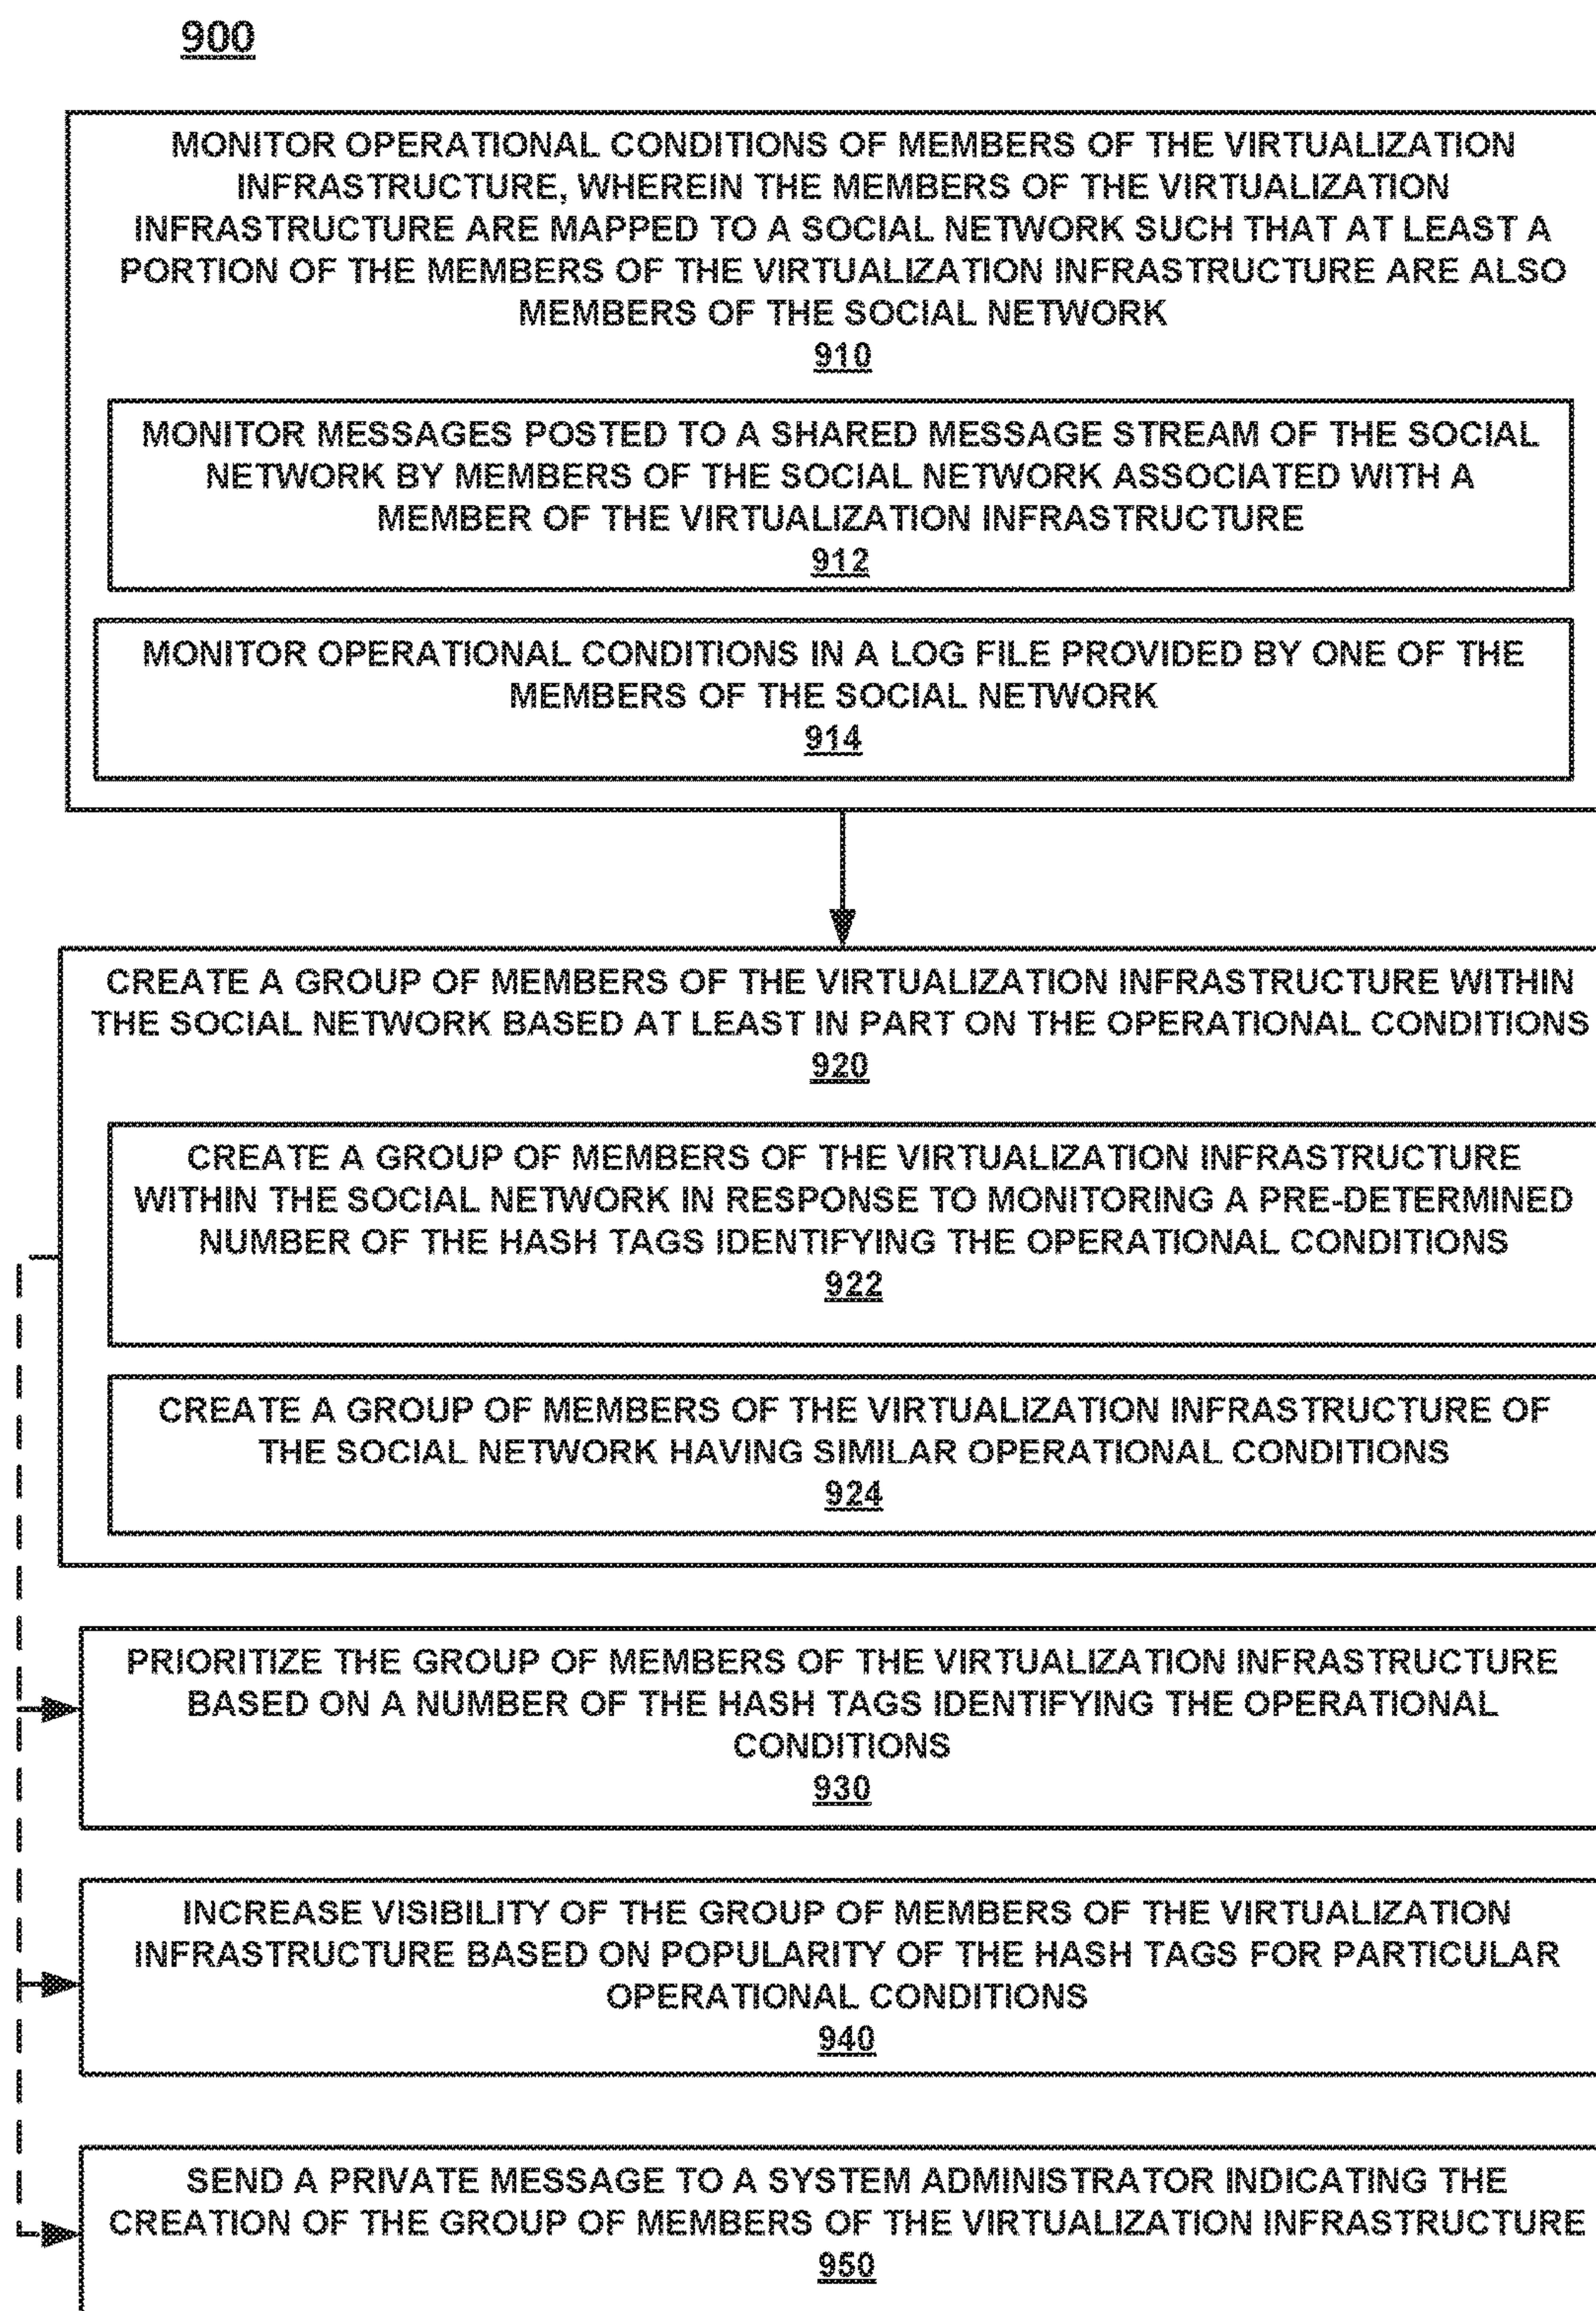 900
MONITOR OPERATIONAL CONDITIONS OF MEMBERS OF THE VIRTUALIZATION
INFRASTRUCTURE, WHEREIN THE MEMBERS OF THE VIRTUALIZATION
INFRASTRUCTURE ARE MAPPED TO A SOCIAL NETWORK SUCH THAT AT LEAST A
PORTION OF THE MEMBERS OF THE VIRTUALIZATION INFRASTRUCTURE ARE ALSO
MEMBERS OF THE SOCIAL NETWORK
910
MONITOR MESSAGES POSTED TO A SHARED MESSAGE STREAM OF THE SOCIAL
NETWORK BY MEMBERS OF THE SOCIAL NETWORK ASSOCIATED WITH A
MEMBER OF THE VIRTUALIZATION INFRASTRUCTURE
912
MONITOR OPERATIONAL CONDITIONS IN A LOG FILE PROVIDED BY ONE OF THE
MEMBERS OF THE SOCIAL NETWORK
914
CREATE A GROUP OF MEMBERS OF THE VIRTUALIZATION INFRASTRUCTURE WITHIN
THE SOCIAL NETWORK BASED AT LEAST IN PART ON THE OPERATIONAL CONDITIONS
920
CREATE A GROUP OF MEMBERS OF THE VIRTUALIZATION INFRASTRUCTURE
WITHIN THE SOCIAL NETWORK IN RESPONSE TO MONITORING A PRE-DETERMINED
NUMBER OF THE HASH TAGS IDENTIFYING THE OPERATIONAL CONDITIONS
922
CREATE A GROUP OF MEMBERS OF THE VIRTUALIZATION INFRASTRUCTURE OF
THE SOCIAL NETWORK HAVING SIMILAR OPERATIONAL CONDITIONS
924
PRIORITIZE THE GROUP OF MEMBERS OF THE VIRTUALIZATION INFRASTRUCTURE
BASED ON A NUMBER OF THE HASH TAGS IDENTIFYING THE OPERATIONAL
CONDITIONS
930
INCREASE VISIBILITY OF THE GROUP OF MEMBERS OF THE VIRTUALIZATION
INFRASTRUCTURE BASED ON POPULARITY OF THE HASH TAGS FOR PARTICULAR
OPERATIONAL CONDITIONS
940
SEND A PRIVATE MESSAGE TO A SYSTEM ADMINISTRATOR INDICATING THE
CREATION OF THE GROUP OF MEMBERS OF THE VIRTUALIZATION INFRASTRUCTURE
950